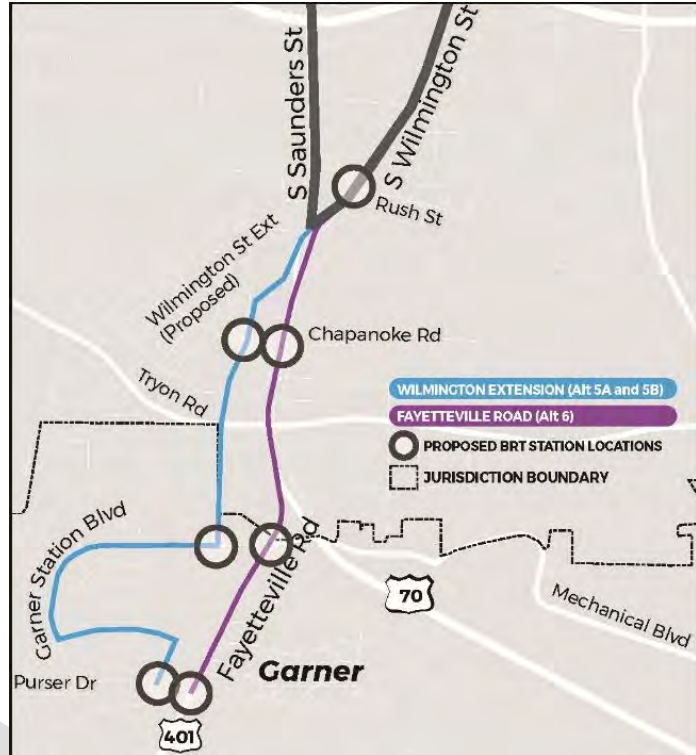 S Saunders St
S Wilmington St
Rush St
Wilmington St Ext
(Proposed)
Chapanoke Rd
Tryon Rd
WILMINGTON EXTENSION (Alt 5A and 5B)
FAYETTEVILLE ROAD (Alt 6)
PROPOSED BRT STATION LOCATIONS
JURISDICTION BOUNDARY
Garner Station Blvd
Fayetteville Rd
70
Mechanical Blvd
Purser Dr
Garner
401